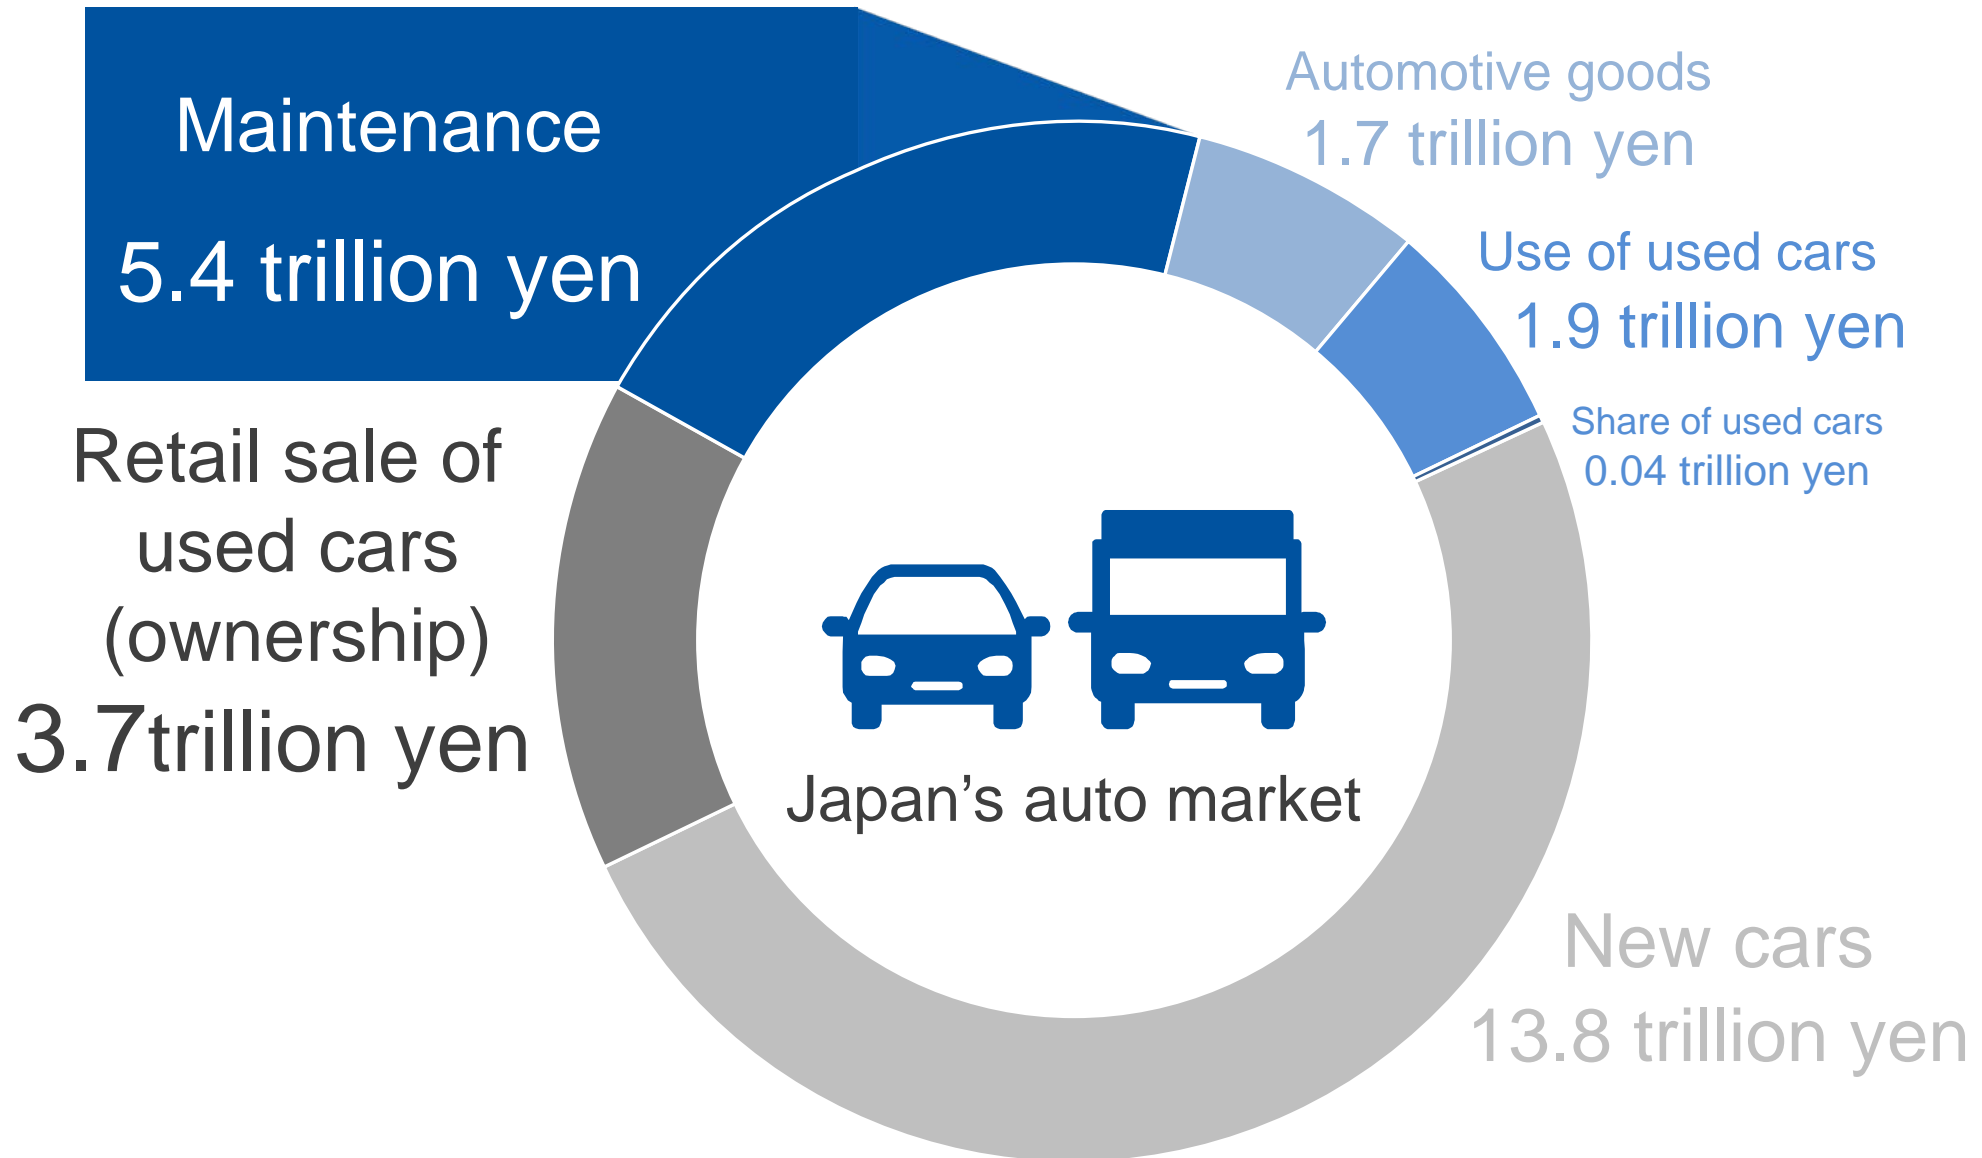 Maintenance
5.4 trillion yen
Automotive goods
1.7 trillion yen
Use of used cars
1.9 trillion yen
Share of used cars
0.04 trillion yen
Retail sale of
used cars
(ownership)
3.7trillion yen
Japan’s auto market
New cars
13.8 trillion yen